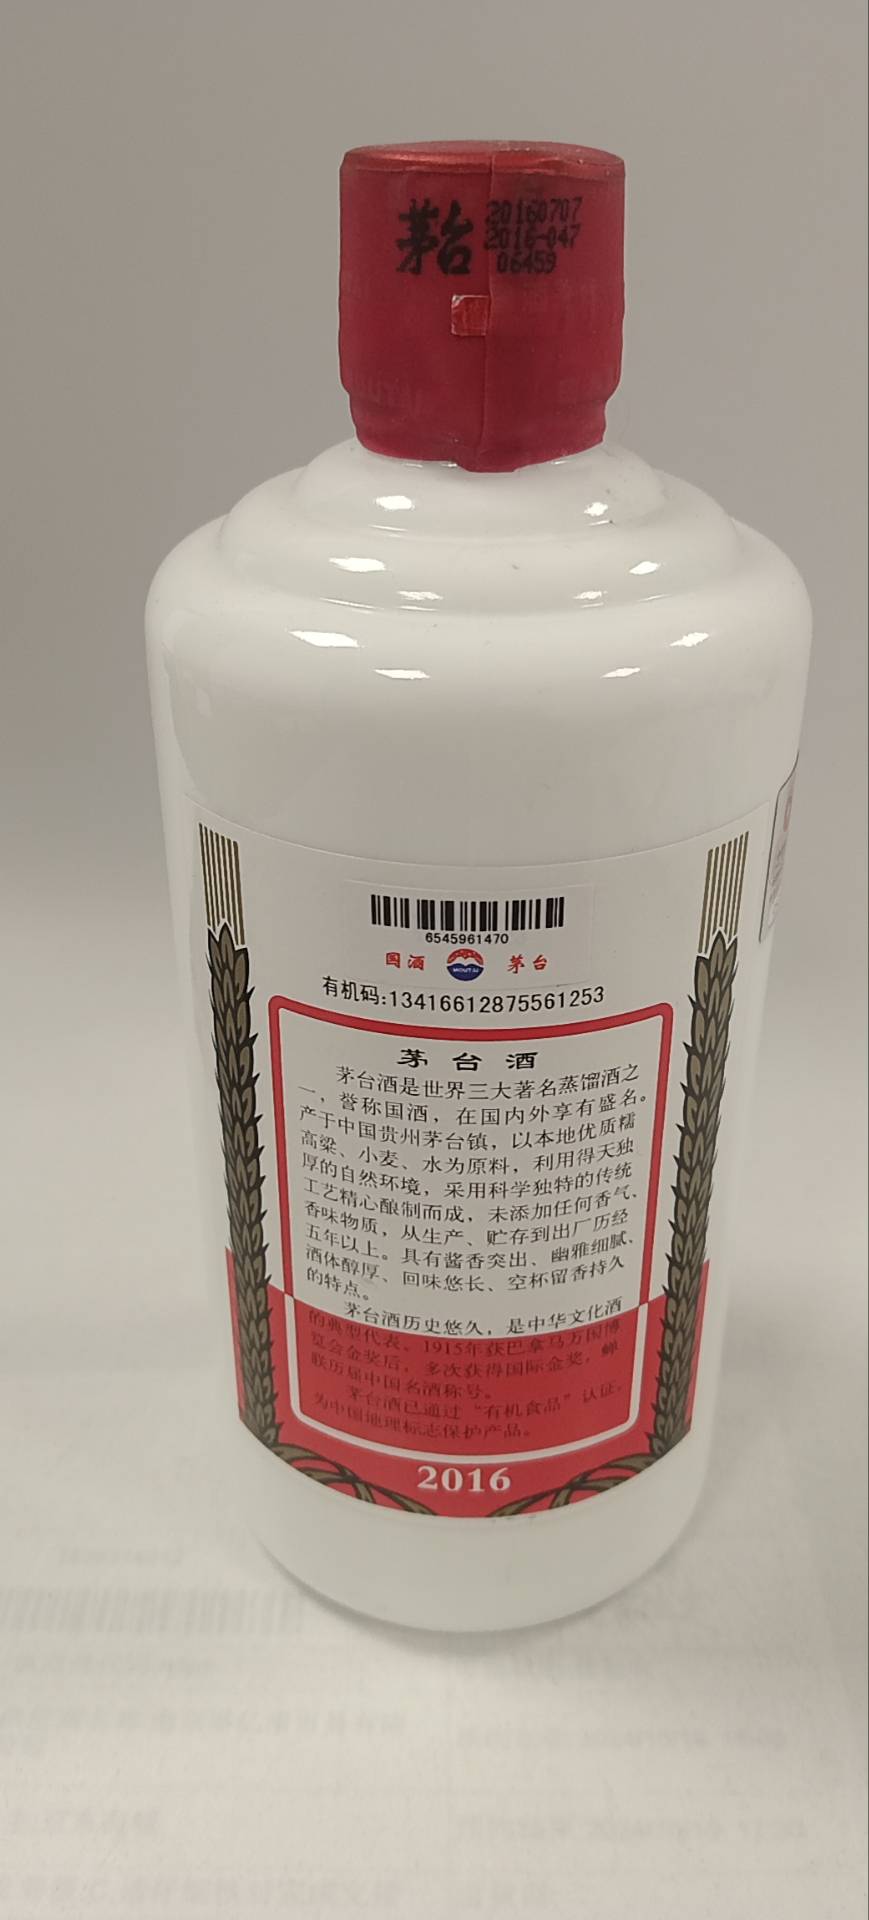 茅台
20160707
2016-047
06459
6545961470
国酒 MOUTAI 茅台
有机码:13416612875561253
茅台酒
茅台酒是世界三大著名蒸馏酒之
一，誉称国酒，在国内外享有盛名。
产于中国贵州茅台镇，以本地优质糯
高粱、小麦、水为原料，利用得天独
厚的自然环境，采用科学独特的传统
工艺精心酿制而成，未添加任何香气、
香味物质，从生产、贮存到出厂历经
五年以上。具有酱香突出、幽雅细腻、
酒体醇厚、回味悠长、空杯留香持久
的特点。
茅台酒历史悠久，是中华文化酒
的典型代表。1915年获巴拿马万国博
览会金奖后，多次获得国际金奖，蝉
联历届中国名酒称号。
茅台酒已通过“有机食品”认证，
为中国地理标志保护产品。
2016